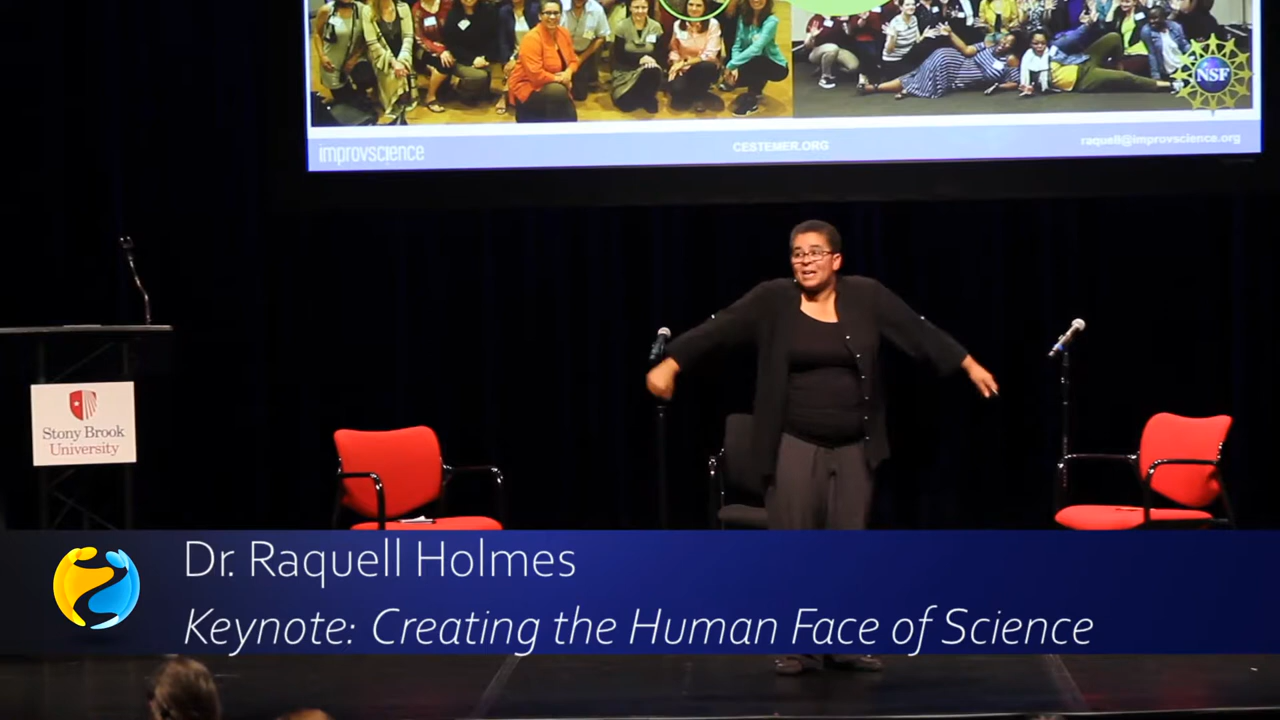 NSF
improvscience
CESTEMER.ORG
raquell@improvscience.org
Stony Brook
University
Dr. Raquell Holmes
Keynote: Creating the Human Face of Science